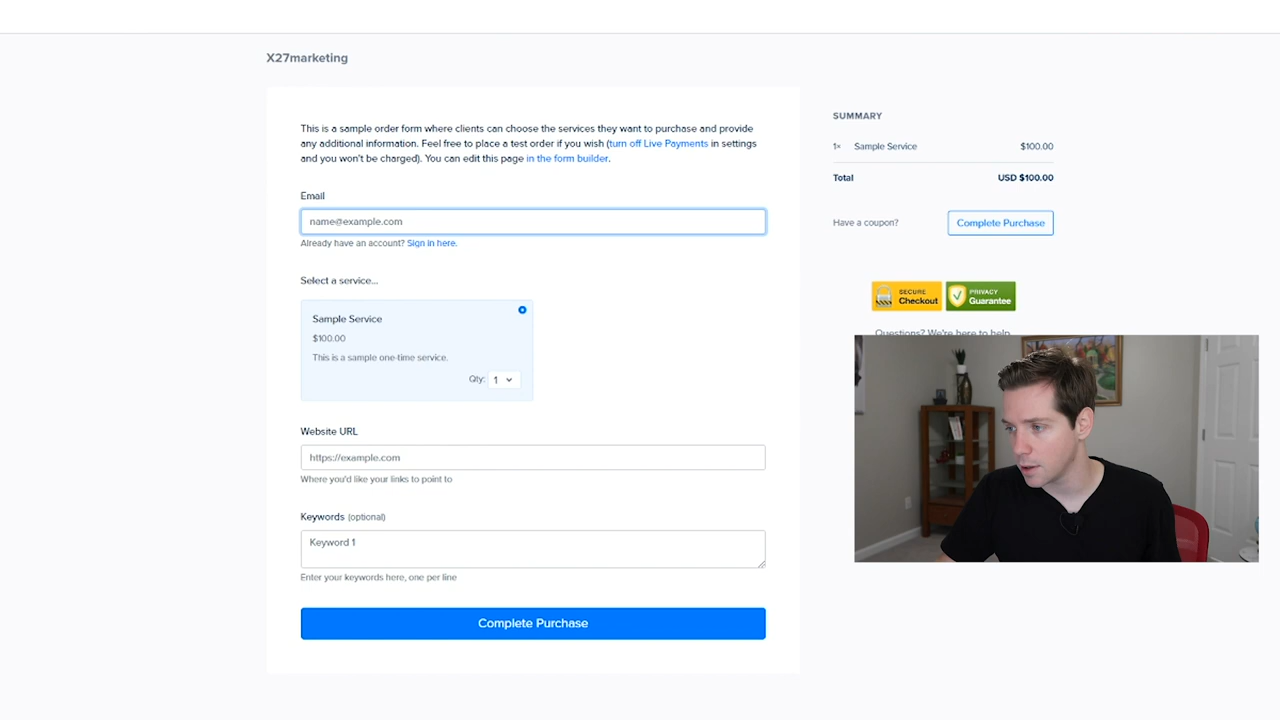 X27marketing
This is a sample order form where clients can choose the services they want to purchase and provide
any additional information. Feel free to place a test order if you wish (turn off Live Payments in settings
and you won't be charged). You can edit this page in the form builder.
Email
name@example.com
Already have an account? Sign in here.
Select a service...
Sample Service
$100.00
This is a sample one-time service.
Qty: 1
Website URL
https://example.com
Where you'd like your links to point to
Keywords (optional)
Keyword 1
Enter your keywords here, one per line
Complete Purchase
SUMMARY
1× Sample Service $100.00
Total USD $100.00
Have a coupon? Complete Purchase
SECURE
Checkout
PRIVACY
Guarantee
Questions? We're here to help